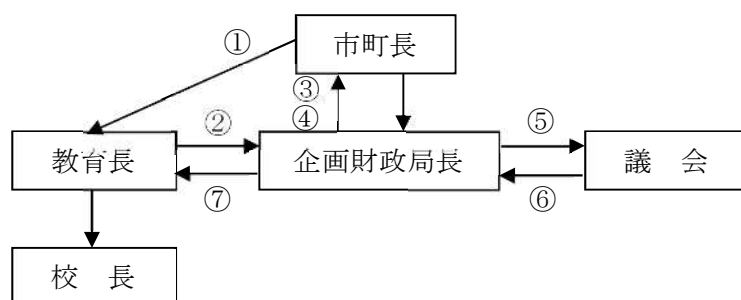 ①
市町長
③
④
②
⑤
教育長
企画財政局長
議　会
⑦
⑥
校　長